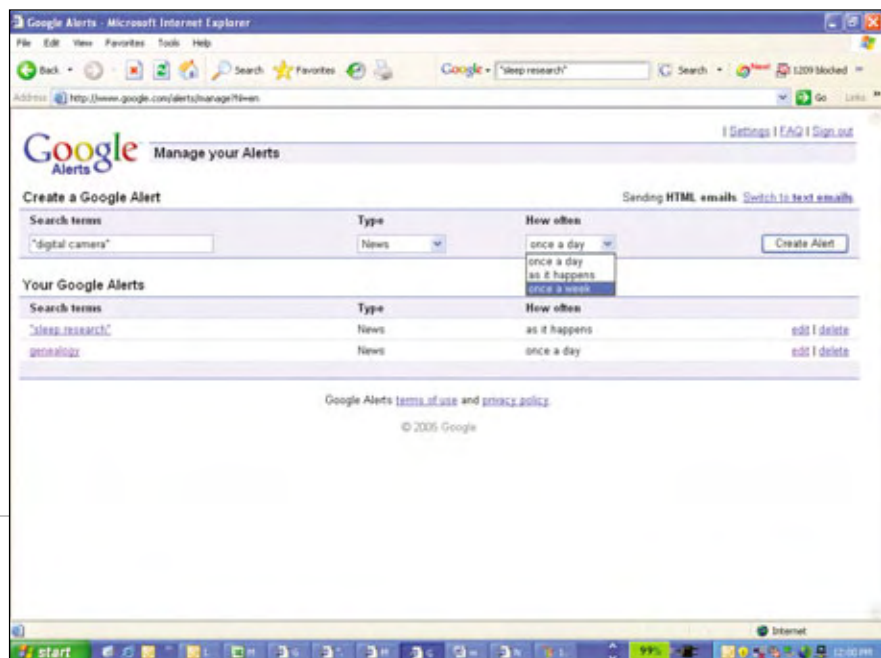 Google Alerts - Microsoft Internet Explorer
File Edit View Favorites Tools Help
Back Search Favorites Google "sleep research" Search New! 1209 blocked
Address http://www.google.com/alerts/manage?hl=en Go Links
| Settings | FAQ | Sign out
Google Alerts Manage your Alerts
Create a Google Alert Sending HTML emails. Switch to text emails.
Search terms Type How often
"digital camera" News once a day Create Alert
once a day
as it happens
once a week
Your Google Alerts
Search terms Type How often
"sleep research" News as it happens edit | delete
genealogy News once a day edit | delete
Google Alerts terms of use and privacy policy.
© 2006 Google
Internet
start 99% 12:00 PM